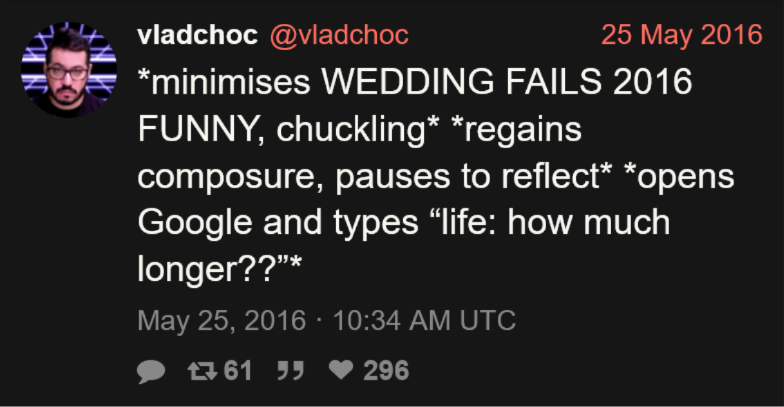 vladchoc @vladchoc 25 May 2016
*minimises WEDDING FAILS 2016
FUNNY, chuckling* *regains
composure, pauses to reflect* *opens
Google and types “life: how much
longer??”*
May 25, 2016 · 10:34 AM UTC
61 296